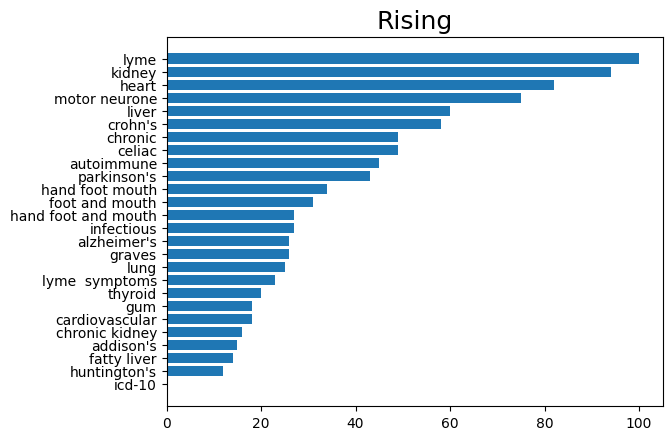 Rising
lyme
kidney
heart
motor neurone
liver
crohn's
chronic
celiac
autoimmune
parkinson's
hand foot mouth
foot and mouth
hand foot and mouth
infectious
alzheimer's
graves
lung
lyme  symptoms
thyroid
gum
cardiovascular
chronic kidney
addison's
fatty liver
huntington's
icd-10
0 20 40 60 80 100